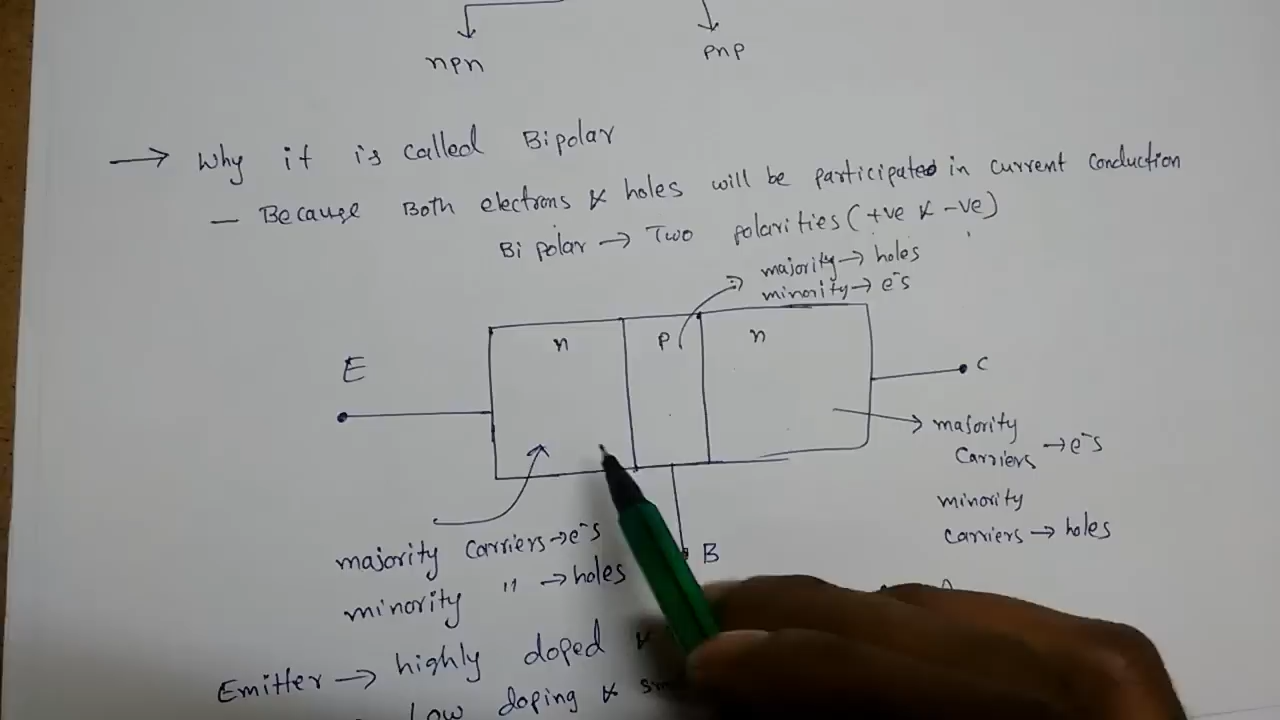 npn
pnp
→ Why it is called Bipolar
— Because Both electrons & holes will be participated in current conduction
Bi polar → Two polarities (+ve & -ve)
majority → holes
minority → e⁻s
n
P
n
E
C
majority
carriers → e⁻s
minority
carriers → holes
B
majority carriers → e⁻s
minority " → holes
Emitter → highly doped &
Low doping &